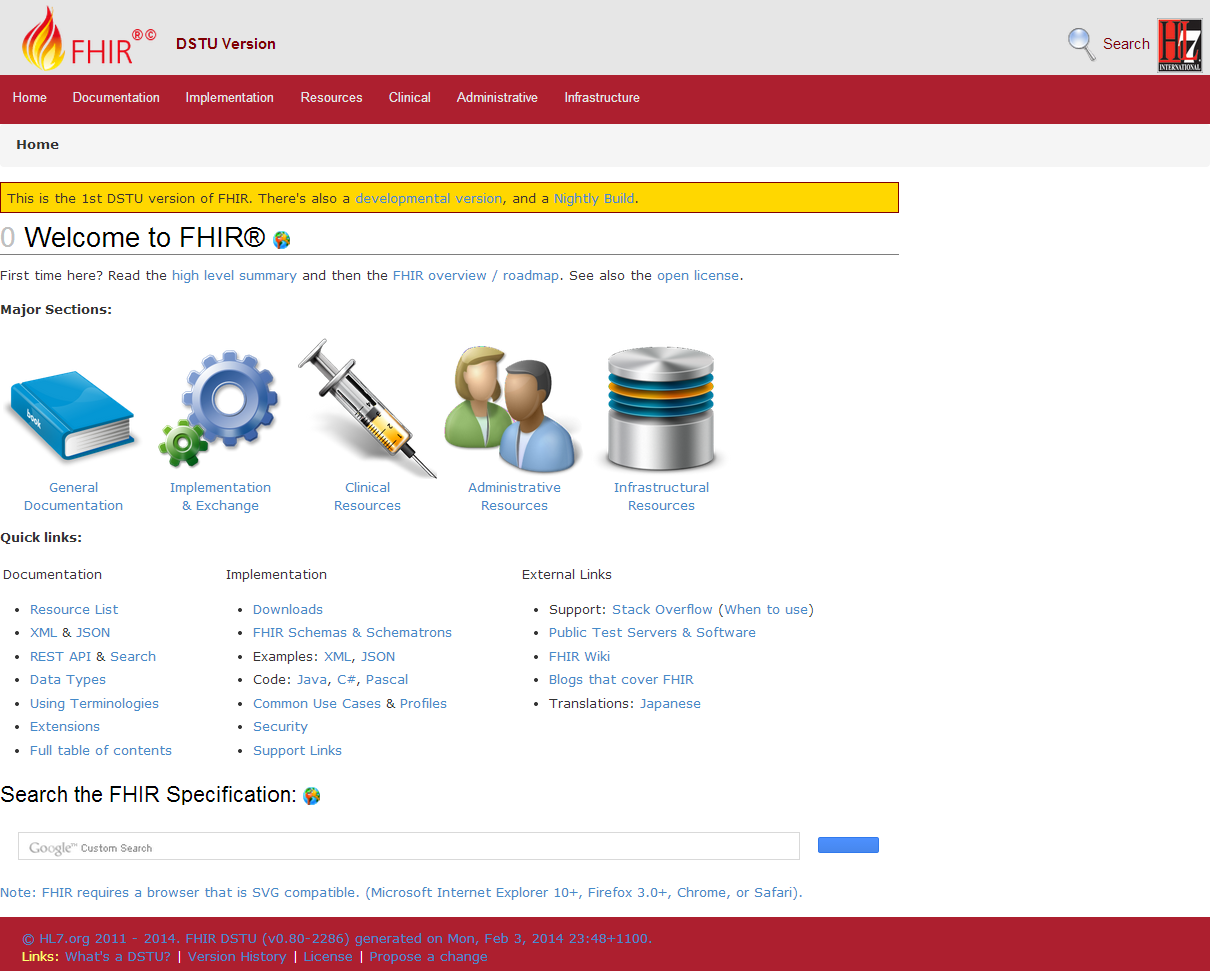 FHIR®© DSTU Version Search HL7 INTERNATIONAL
Home Documentation Implementation Resources Clinical Administrative Infrastructure
Home
This is the 1st DSTU version of FHIR. There's also a developmental version, and a Nightly Build.
0 Welcome to FHIR®
First time here? Read the high level summary and then the FHIR overview / roadmap. See also the open license.
Major Sections:
book
General Documentation
Implementation & Exchange
Clinical Resources
Administrative Resources
Infrastructural Resources
Quick links:
Documentation
Resource List
XML & JSON
REST API & Search
Data Types
Using Terminologies
Extensions
Full table of contents
Implementation
Downloads
FHIR Schemas & Schematrons
Examples: XML, JSON
Code: Java, C#, Pascal
Common Use Cases & Profiles
Security
Support Links
External Links
Support: Stack Overflow (When to use)
Public Test Servers & Software
FHIR Wiki
Blogs that cover FHIR
Translations: Japanese
Search the FHIR Specification:
Google™ Custom Search
Note: FHIR requires a browser that is SVG compatible. (Microsoft Internet Explorer 10+, Firefox 3.0+, Chrome, or Safari).
© HL7.org 2011 - 2014. FHIR DSTU (v0.80-2286) generated on Mon, Feb 3, 2014 23:48+1100.
Links: What's a DSTU? | Version History | License | Propose a change